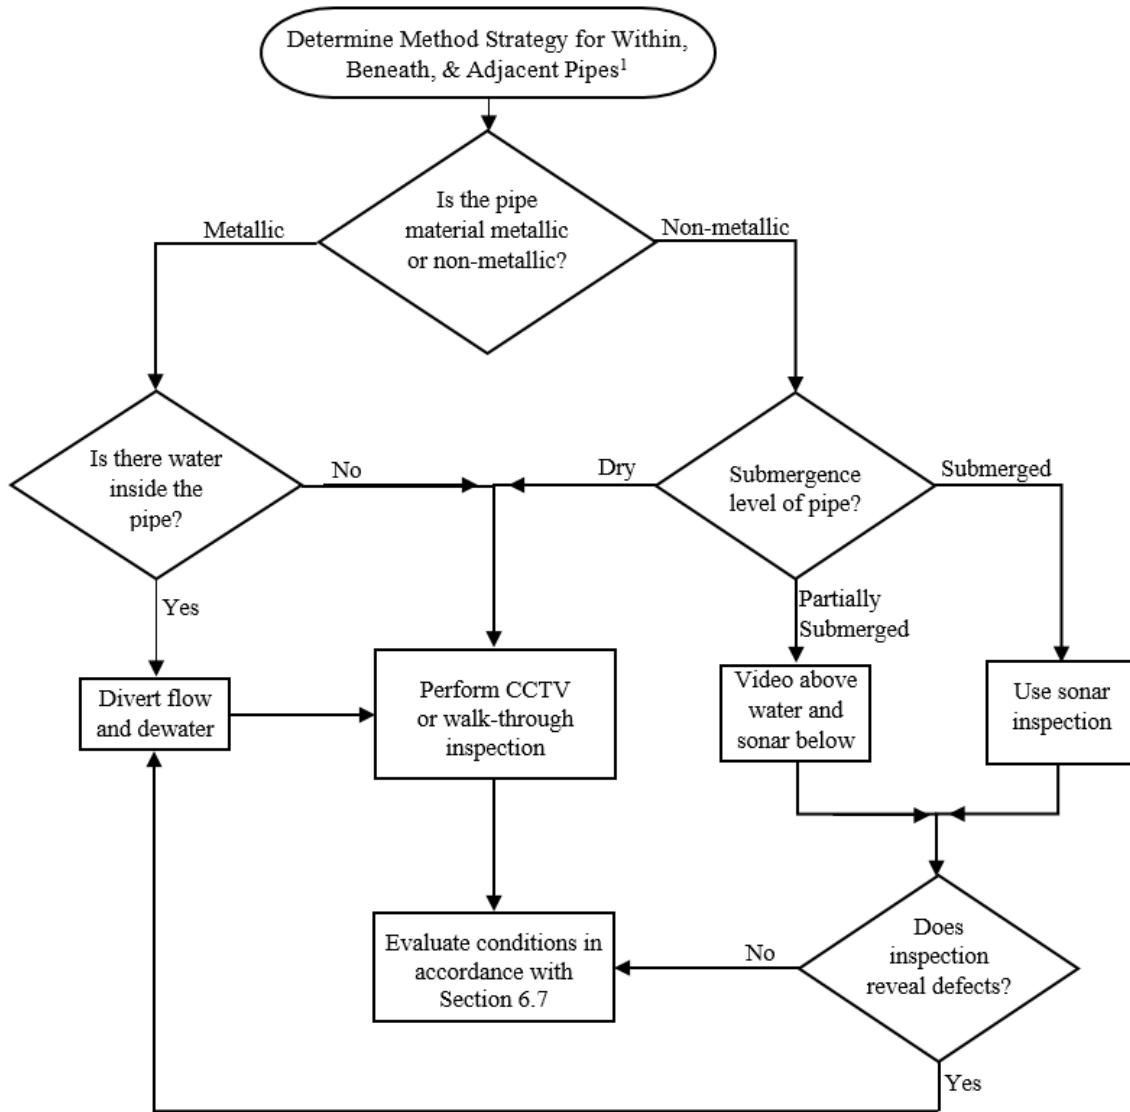 Determine Method Strategy for Within,
Beneath, & Adjacent Pipes¹
Is the pipe
material metallic
or non-metallic?
Metallic
Non-metallic
Is there water
inside the
pipe?
No
Dry
Submergence
level of pipe?
Submerged
Yes
Partially
Submerged
Divert flow
and dewater
Perform CCTV
or walk-through
inspection
Video above
water and
sonar below
Use sonar
inspection
Evaluate conditions in
accordance with
Section 6.7
No
Does
inspection
reveal defects?
Yes